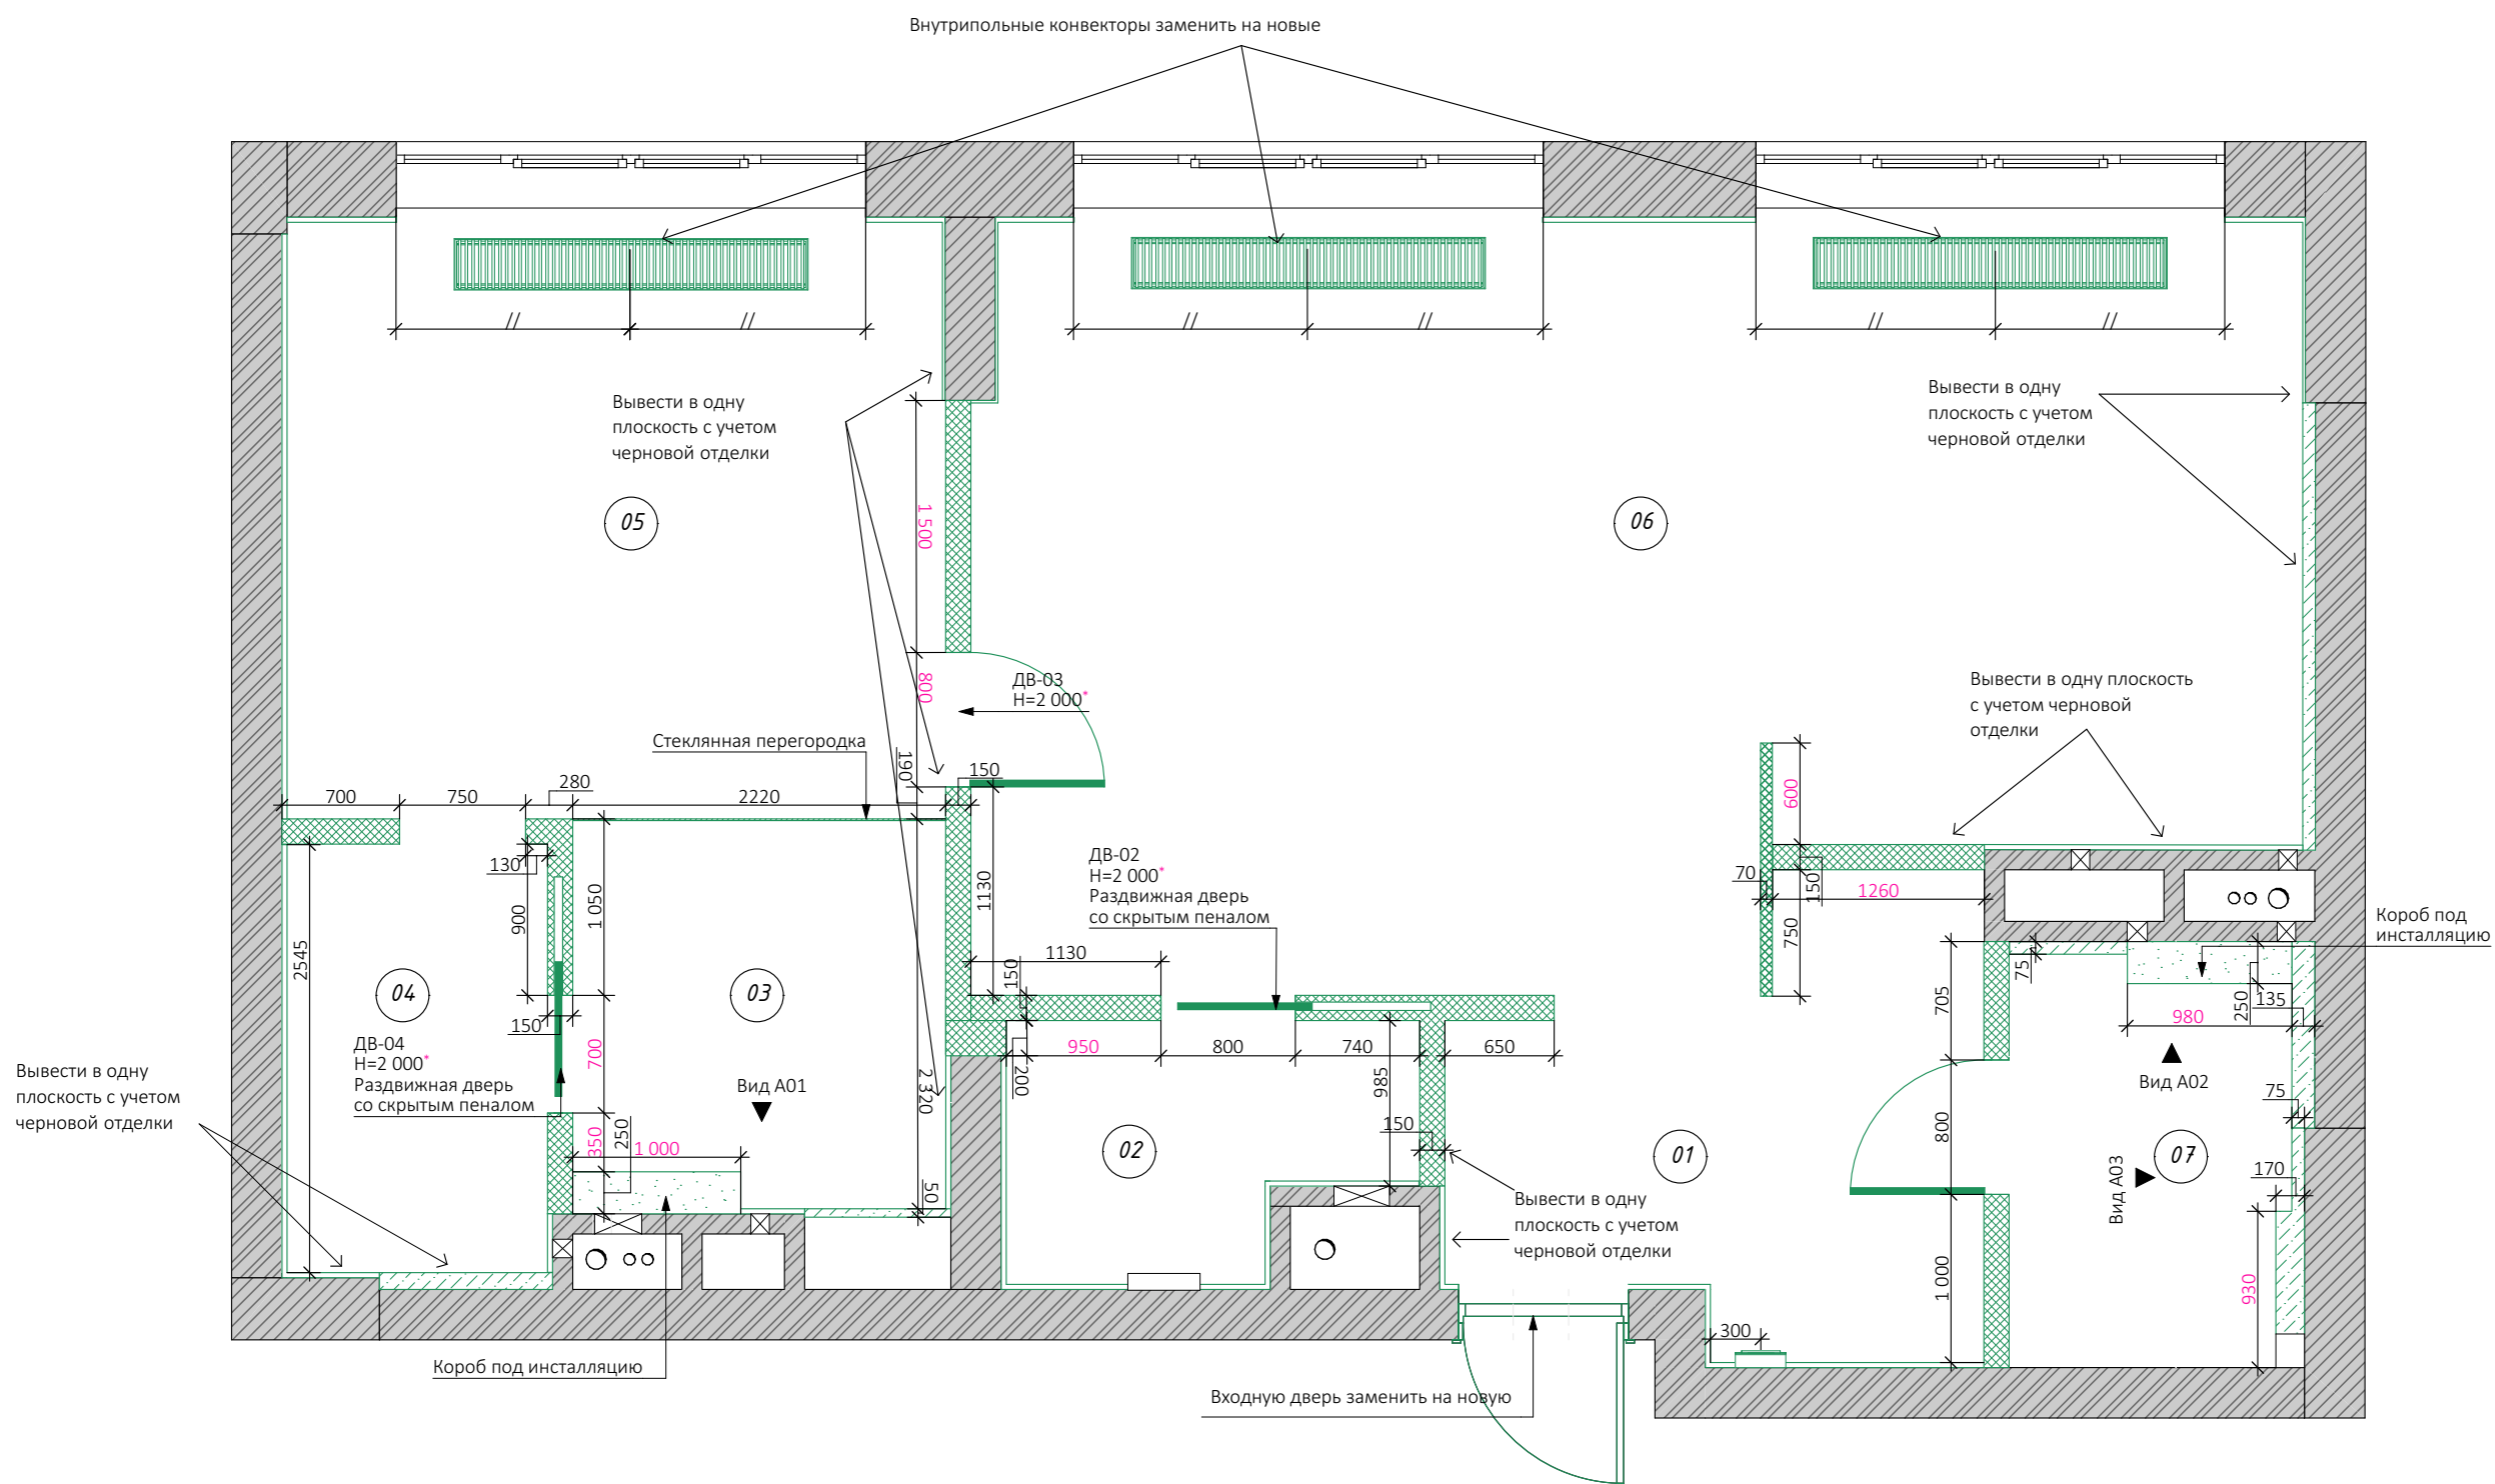 Внутрипольные конвекторы заменить на новые
//
//
//
//
//
//
Вывести в одну
плоскость с учетом
черновой отделки
Вывести в одну
плоскость с учетом
черновой отделки
1 500
05
06
800
ДВ-03
H=2 000*
Вывести в одну плоскость
с учетом черновой
отделки
Стеклянная перегородка
190
150
280
700
750
2220
600
130
900
1 050
1130
ДВ-02
H=2 000*
Раздвижная дверь
со скрытым пеналом
70
150
1260
750
Короб под
инсталляцию
2545
1130
150
75
705
250
135
980
04
03
150
ДВ-04
H=2 000*
Раздвижная дверь
со скрытым пеналом
700
950
800
740
650
200
985
2 320
Вид А01
Вид А02
Вывести в одну
плоскость с учетом
черновой отделки
350
250
1 000
150
02
01
800
75
07
Вид А03
170
50
Вывести в одну
плоскость с учетом
черновой отделки
1 000
930
300
Короб под инсталляцию
Входную дверь заменить на новую